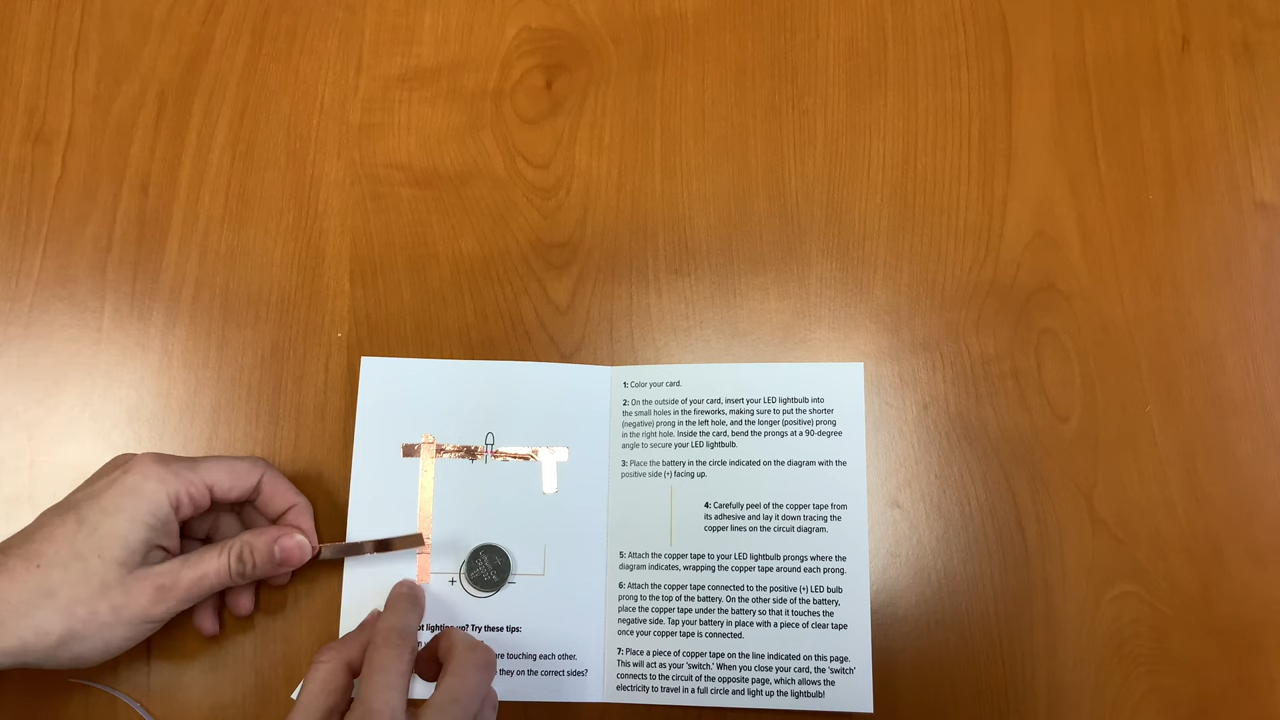 + −
+ −
ot lighting up? Try these tips:
are touching each other.
they on the correct sides?
1: Color your card.
2: On the outside of your card, insert your LED lightbulb into
the small holes in the fireworks, making sure to put the shorter
(negative) prong in the left hole, and the longer (positive) prong
in the right hole. Inside the card, bend the prongs at a 90-degree
angle to secure your LED lightbulb.
3: Place the battery in the circle indicated on the diagram with the
positive side (+) facing up.
4: Carefully peel of the copper tape from
its adhesive and lay it down tracing the
copper lines on the circuit diagram.
5: Attach the copper tape to your LED lightbulb prongs where the
diagram indicates, wrapping the copper tape around each prong.
6: Attach the copper tape connected to the positive (+) LED bulb
prong to the top of the battery. On the other side of the battery,
place the copper tape under the battery so that it touches the
negative side. Tap your battery in place with a piece of clear tape
once your copper tape is connected.
7: Place a piece of copper tape on the line indicated on this page.
This will act as your 'switch.' When you close your card, the 'switch'
connects to the circuit of the opposite page, which allows the
electricity to travel in a full circle and light up the lightbulb!